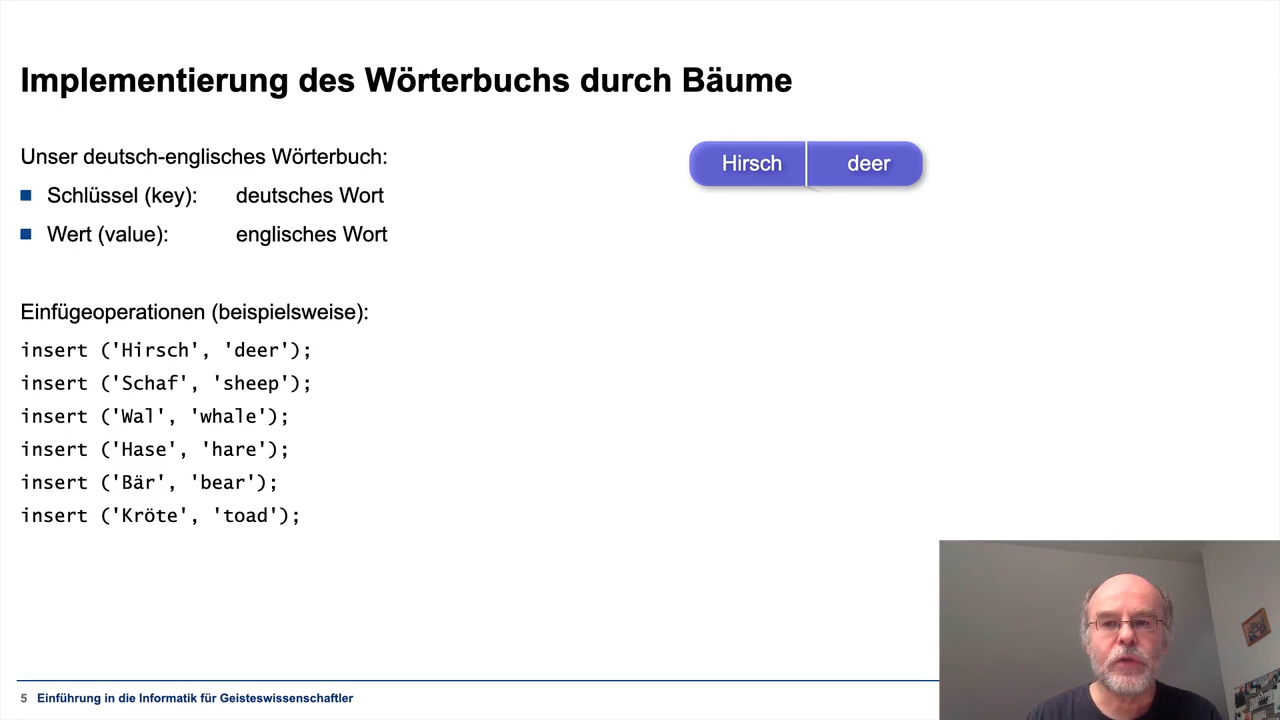 Implementierung des Wörterbuchs durch Bäume
Unser deutsch-englisches Wörterbuch:
Schlüssel (key): deutsches Wort
Wert (value): englisches Wort
Einfügeoperationen (beispielsweise):
insert ('Hirsch', 'deer');
insert ('Schaf', 'sheep');
insert ('Wal', 'whale');
insert ('Hase', 'hare');
insert ('Bär', 'bear');
insert ('Kröte', 'toad');
Hirsch deer
5 Einführung in die Informatik für Geisteswissenschaftler